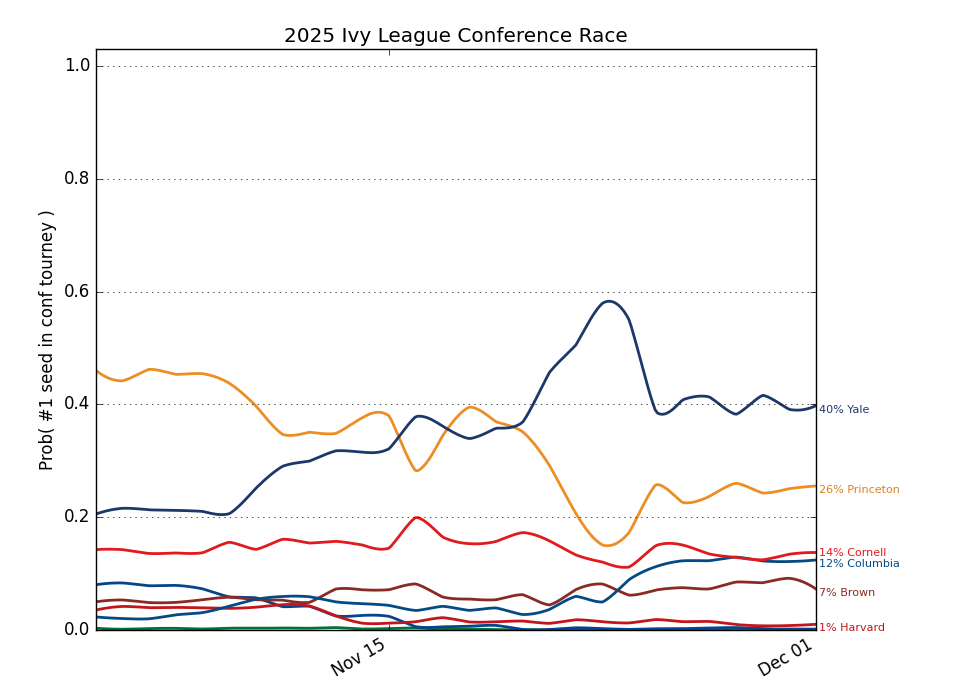 2025 Ivy League Conference Race
Prob( #1 seed in conf tourney )
1.0
0.8
0.6
0.4
0.2
0.0
40% Yale
26% Princeton
14% Cornell
12% Columbia
7% Brown
1% Harvard
Nov 15
Dec 01